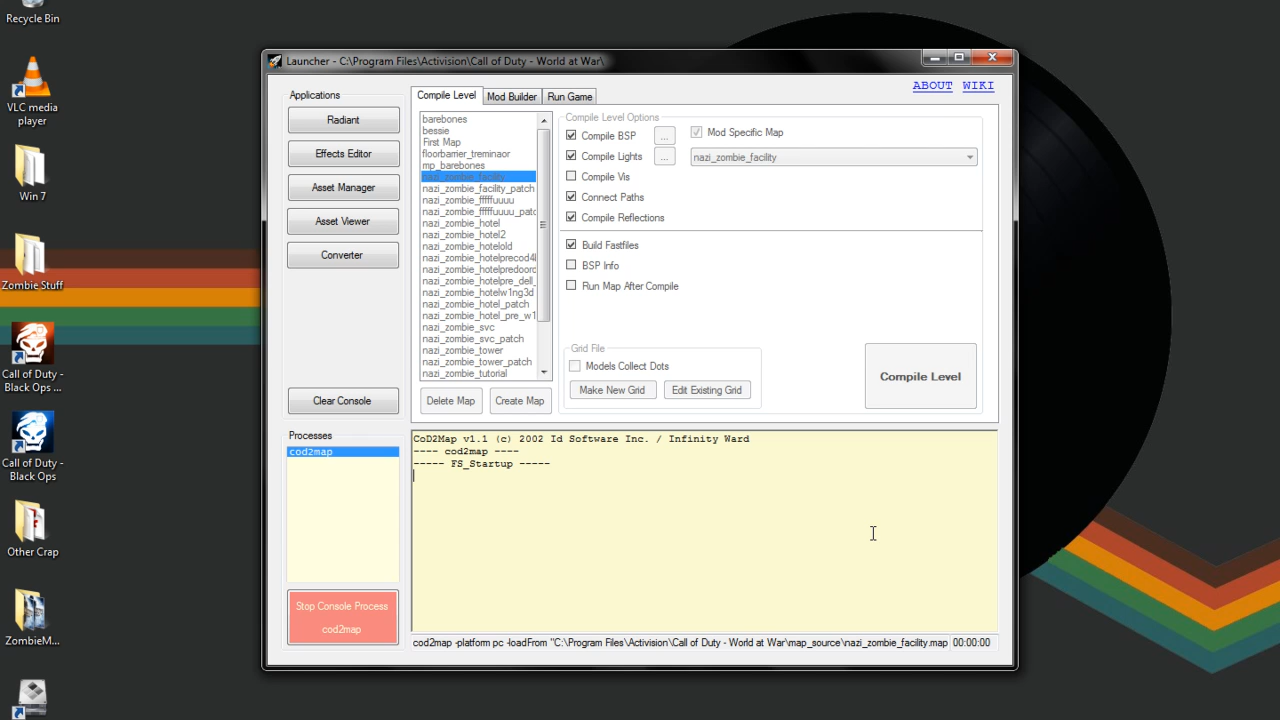 Recycle Bin
VLC media
player
Win 7
Zombie Stuff
Call of Duty -
Black Ops ...
Call of Duty -
Black Ops
Other Crap
ZombieM...
Launcher - C:\Program Files\Activision\Call of Duty - World at War\
Applications
Radiant
Effects Editor
Asset Manager
Asset Viewer
Converter
Clear Console
Processes
cod2map
Stop Console Process
cod2map
ABOUT WIKI
Compile Level Mod Builder Run Game
barebones
bessie
First Map
floorbarrier_treminaor
mp_barebones
nazi_zombie_facility
nazi_zombie_facility_patch
nazi_zombie_fffffuuuu
nazi_zombie_fffffuuuu_patc
nazi_zombie_hotel
nazi_zombie_hotel2
nazi_zombie_hotelold
nazi_zombie_hotelprecod4l
nazi_zombie_hotelpredoorc
nazi_zombie_hotelpre_dell_
nazi_zombie_hotelw1ng3d
nazi_zombie_hotel_patch
nazi_zombie_hotel_pre_w1
nazi_zombie_svc
nazi_zombie_svc_patch
nazi_zombie_tower
nazi_zombie_tower_patch
nazi_zombie_tutorial
Delete Map
Create Map
Compile Level Options
Compile BSP ...
Compile Lights ...
Compile Vis
Connect Paths
Compile Reflections
Mod Specific Map
nazi_zombie_facility
Build Fastfiles
BSP Info
Run Map After Compile
Grid File
Models Collect Dots
Make New Grid
Edit Existing Grid
Compile Level
CoD2Map v1.1 (c) 2002 Id Software Inc. / Infinity Ward
---- cod2map ----
----- FS_Startup -----
cod2map -platform pc -loadFrom "C:\Program Files\Activision\Call of Duty - World at War\map_source\nazi_zombie_facility.map 00:00:00